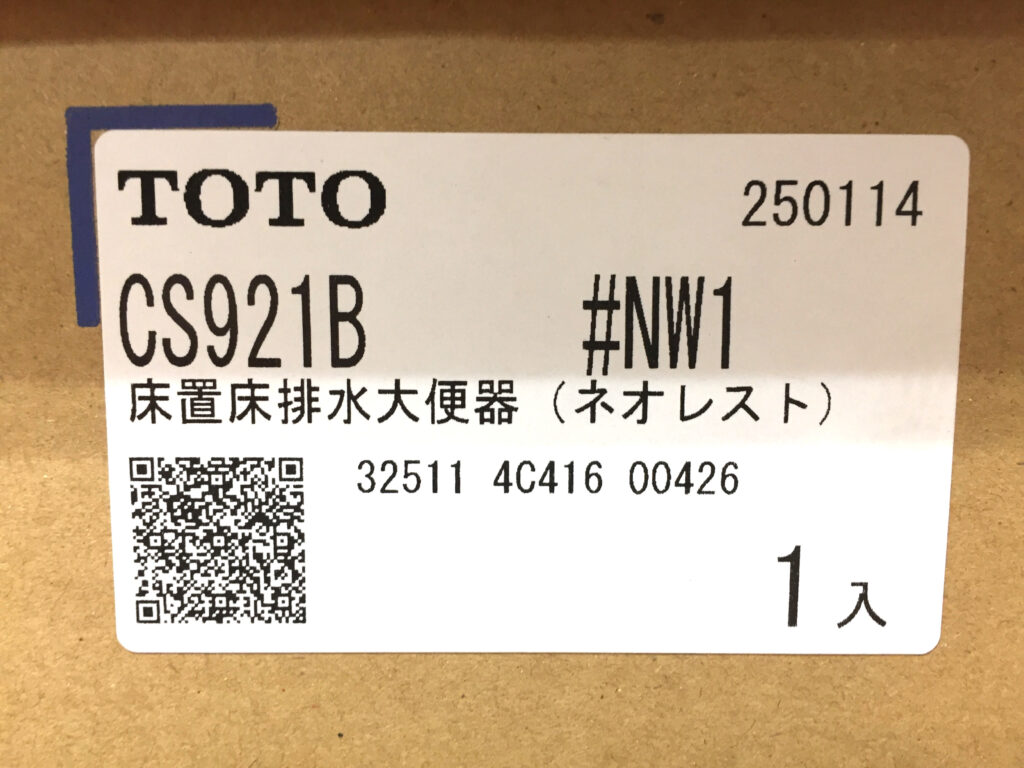 TOTO 250114
CS921B #NW1
床置床排水大便器（ネオレスト）
32511 4C416 00426
1入